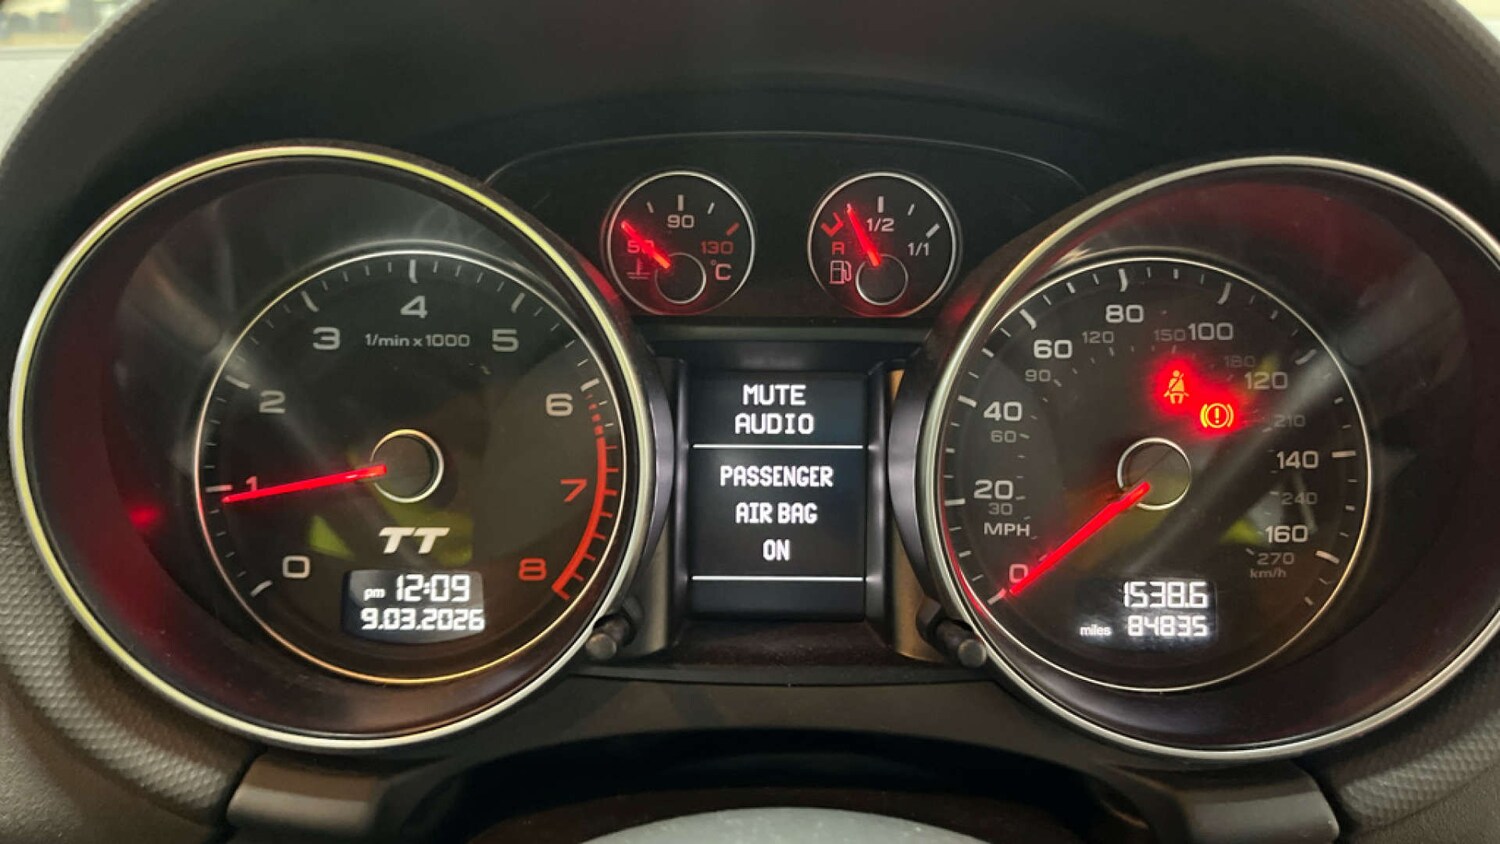 4
3
5
1/min x 1000
2
6
1
7
TT
0
8
pm 12:09
9.03.2026
90
50
130
°C
1/2
R
1/1
MUTE
AUDIO
PASSENGER
AIR BAG
ON
80
120
150
100
60
180
90
120
40
210
60
140
20
240
30
MPH
160
270
km/h
0
1538.6
miles 84835